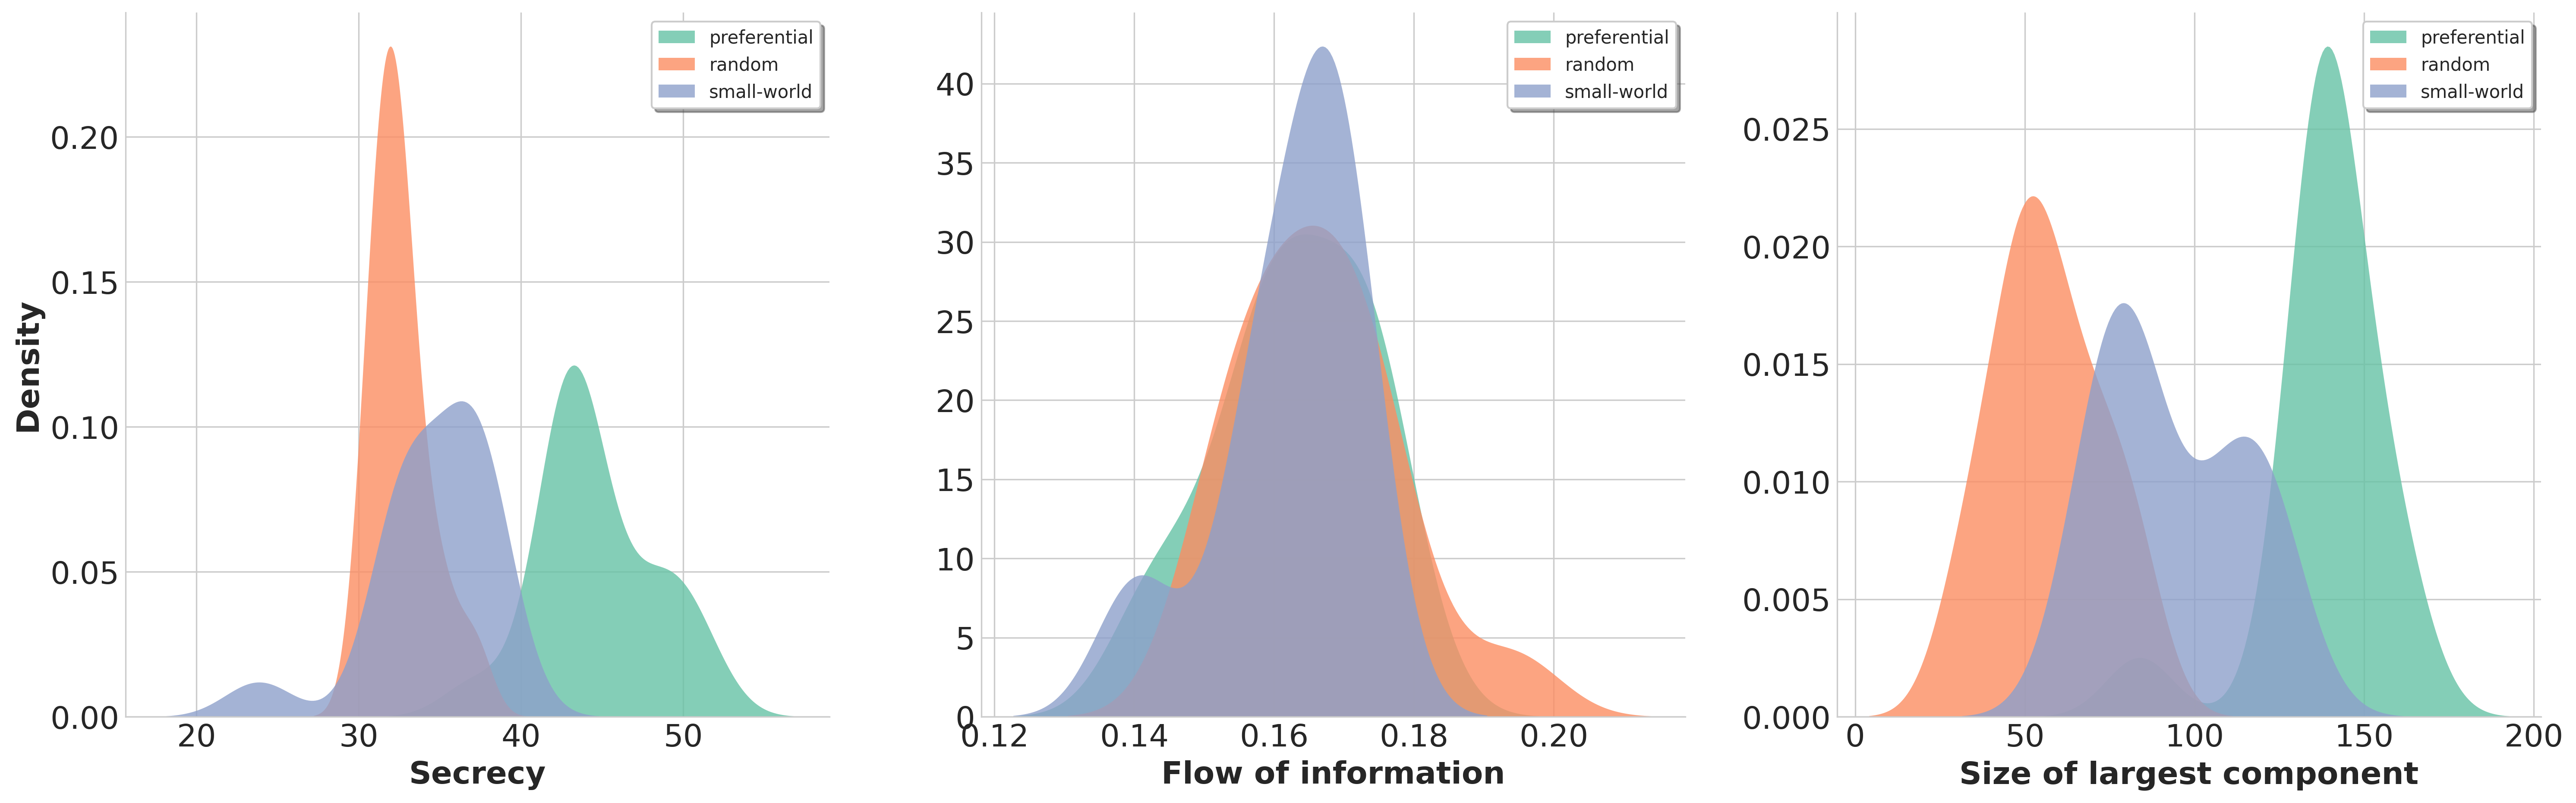 Density
0.20
0.15
0.10
0.05
0.00
20 30 40 50
Secrecy
preferential
random
small-world
40
35
30
25
20
15
10
5
0
0.12 0.14 0.16 0.18 0.20
Flow of information
preferential
random
small-world
0.025
0.020
0.015
0.010
0.005
0.000
0 50 100 150 200
Size of largest component
preferential
random
small-world